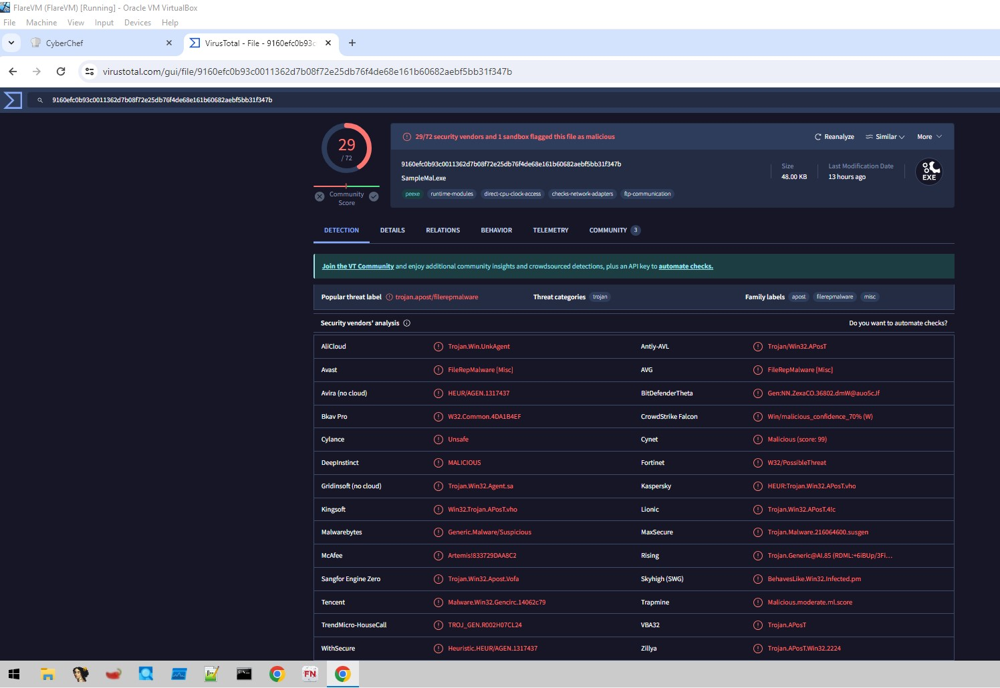 FlareVM (FlareVM) [Running] - Oracle VM VirtualBox
File Machine View Input Devices Help
CyberChef
VirusTotal - File - 9160efc0b93c
virustotal.com/gui/file/9160efc0b93c0011362d7b08f72e25db76f4de68e161b60682aebf5bb31f347b
9160efc0b93c0011362d7b08f72e25db76f4de68e161b60682aebf5bb31f347b
29
/ 72
Community
Score
29/72 security vendors and 1 sandbox flagged this file as malicious
Reanalyze Similar More
9160efc0b93c0011362d7b08f72e25db76f4de68e161b60682aebf5bb31f347b
SampleMal.exe
peexe runtime-modules direct-cpu-clock-access checks-network-adapters ftp-communication
Size
48.00 KB
Last Modification Date
13 hours ago
EXE
DETECTION DETAILS RELATIONS BEHAVIOR TELEMETRY COMMUNITY 3
Join the VT Community and enjoy additional community insights and crowdsourced detections, plus an API key to automate checks.
Popular threat label trojan.apost/filerepmalware Threat categories trojan Family labels apost filerepmalware misc
Security vendors' analysis Do you want to automate checks?
AliCloud Trojan.Win.UnkAgent Antiy-AVL Trojan/Win32.APosT
Avast FileRepMalware [Misc] AVG FileRepMalware [Misc]
Avira (no cloud) HEUR/AGEN.1317437 BitDefenderTheta Gen:NN.ZexaCO.36802.dmW@auo5cJf
Bkav Pro W32.Common.4DA1B4EF CrowdStrike Falcon Win/malicious_confidence_70% (W)
Cylance Unsafe Cynet Malicious (score: 99)
DeepInstinct MALICIOUS Fortinet W32/PossibleThreat
Gridinsoft (no cloud) Trojan.Win32.Agent.sa Kaspersky HEUR:Trojan.Win32.APosT.vho
Kingsoft Win32.Trojan.APosT.vho Lionic Trojan.Win32.APosT.4!c
Malwarebytes Generic.Malware/Suspicious MaxSecure Trojan.Malware.216064600.susgen
McAfee Artemis!833729DAA8C2 Rising Trojan.Generic@AI.85 (RDML:+6iBUp/3Fi...
Sangfor Engine Zero Trojan.Win32.Apost.Vofa Skyhigh (SWG) BehavesLike.Win32.Infected.pm
Tencent Malware.Win32.Gencirc.14062c79 Trapmine Malicious.moderate.ml.score
TrendMicro-HouseCall TROJ_GEN.R002H07CL24 VBA32 Trojan.APosT
WithSecure Heuristic.HEUR/AGEN.1317437 Zillya Trojan.APosT.Win32.2224
FN